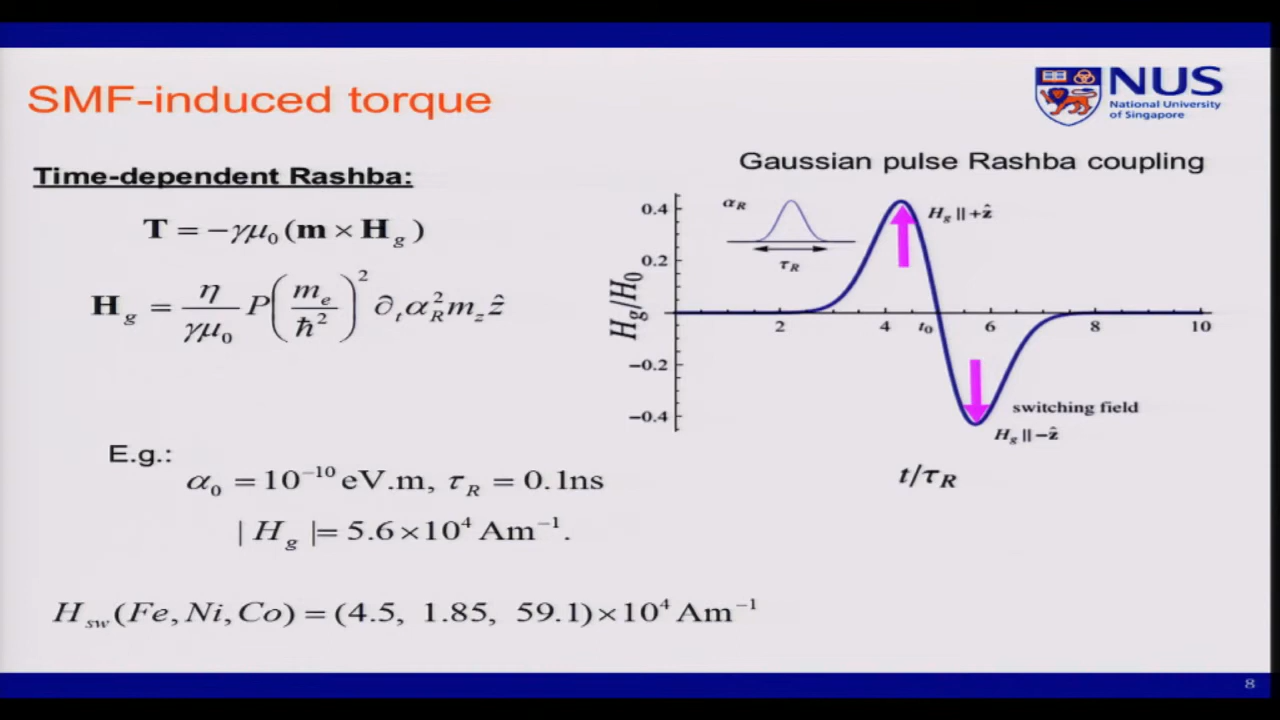 SMF-induced torque
NUS
National University
of Singapore
Time-dependent Rashba:
T = −γμ₀(m × H_g)
H_g = η/γμ₀ P(m_e/ħ²)² ∂_t α_R² m_z ẑ
E.g.:
α₀ = 10⁻¹⁰ eV.m, τ_R = 0.1ns
| H_g |= 5.6×10⁴ Am⁻¹.
H_sw (Fe, Ni, Co) = (4.5, 1.85, 59.1)×10⁴ Am⁻¹
Gaussian pulse Rashba coupling
α_R
τ_R
H_g || +ẑ
H_g/H₀
0.4
0.2
−0.2
−0.4
2 4 t₀ 6 8 10
switching field
H_g || −ẑ
t/τ_R
8